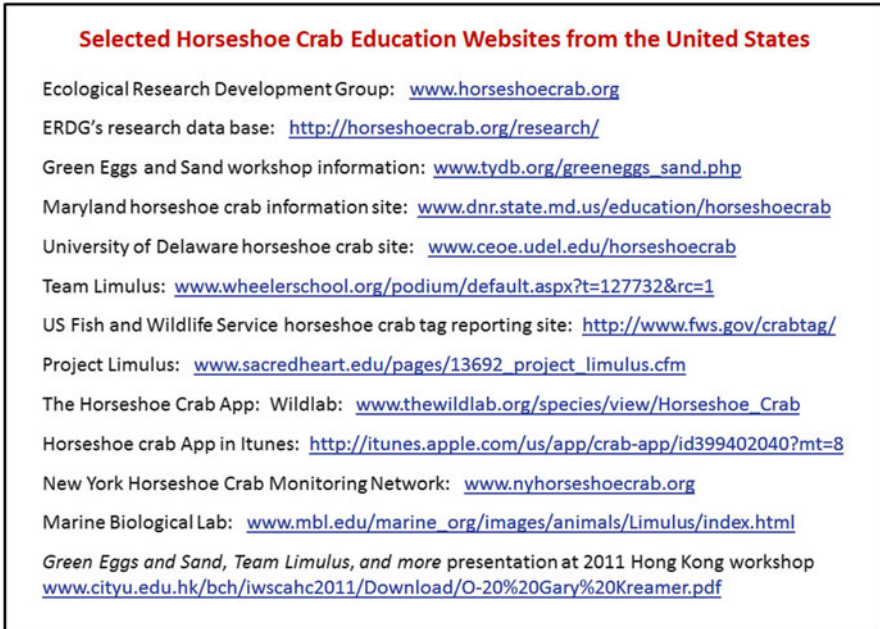 Selected Horseshoe Crab Education Websites from the United States
Ecological Research Development Group: www.horseshoecrab.org
ERDG's research data base: http://horseshoecrab.org/research/
Green Eggs and Sand workshop information: www.tydb.org/greeneggs_sand.php
Maryland horseshoe crab information site: www.dnr.state.md.us/education/horseshoecrab
University of Delaware horseshoe crab site: www.ceoe.udel.edu/horseshoecrab
Team Limulus: www.wheelerschool.org/podium/default.aspx?t=127732&rc=1
US Fish and Wildlife Service horseshoe crab tag reporting site: http://www.fws.gov/crabtag/
Project Limulus: www.sacredheart.edu/pages/13692_project_limulus.cfm
The Horseshoe Crab App: Wildlab: www.thewildlab.org/species/view/Horseshoe_Crab
Horseshoe crab App in Itunes: http://itunes.apple.com/us/app/crab-app/id399402040?mt=8
New York Horseshoe Crab Monitoring Network: www.nyhorseshoecrab.org
Marine Biological Lab: www.mbl.edu/marine_org/images/animals/Limulus/index.html
Green Eggs and Sand, Team Limulus, and more presentation at 2011 Hong Kong workshop
www.cityu.edu.hk/bch/iwscahc2011/Download/O-20%20Gary%20Kreamer.pdf